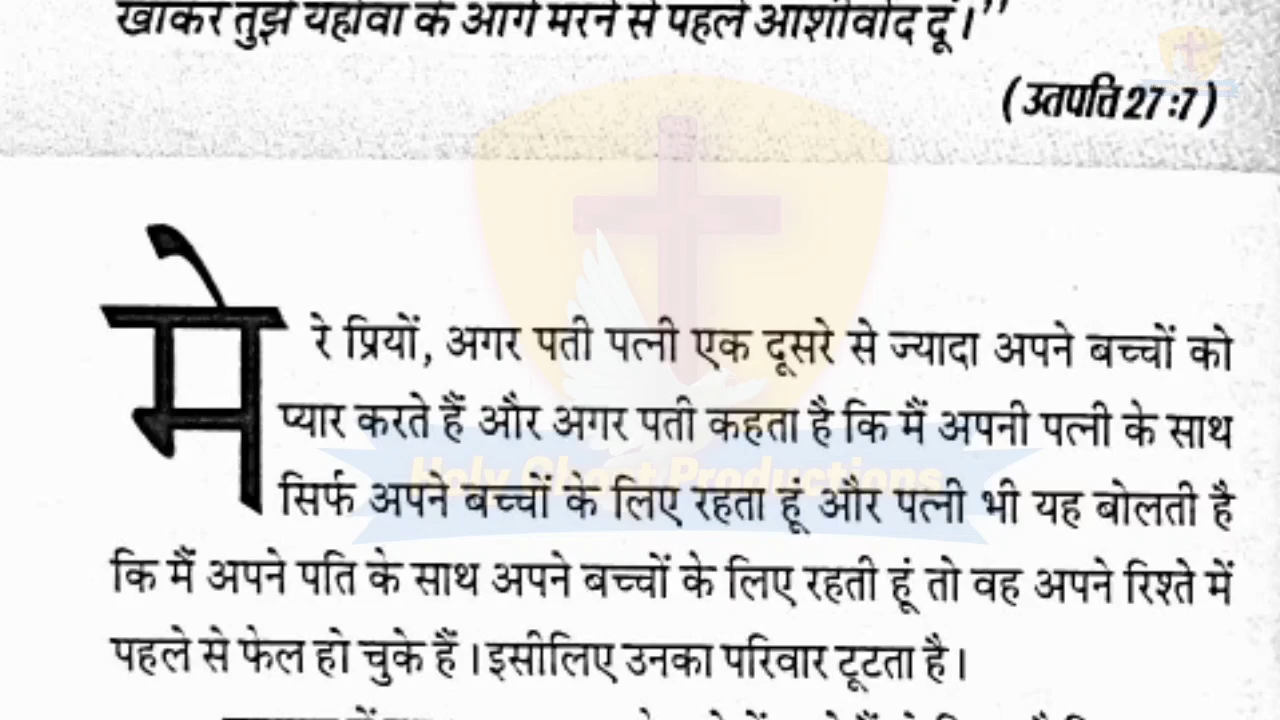 खाकर तुझे यहोवा के आगे मरने से पहले आशीर्वाद दूं।”
(उतपति 27:7)
मेरे प्रियों, अगर पती पत्नी एक दूसरे से ज्यादा अपने बच्चों को
प्यार करते हैं और अगर पती कहता है कि मैं अपनी पत्नी के साथ
सिर्फ अपने बच्चों के लिए रहता हूं और पत्नी भी यह बोलती है
कि मैं अपने पति के साथ अपने बच्चों के लिए रहती हूं तो वह अपने रिश्ते में
पहले से फेल हो चुके हैं। इसीलिए उनका परिवार टूटता है।
Holy Ghost Productions